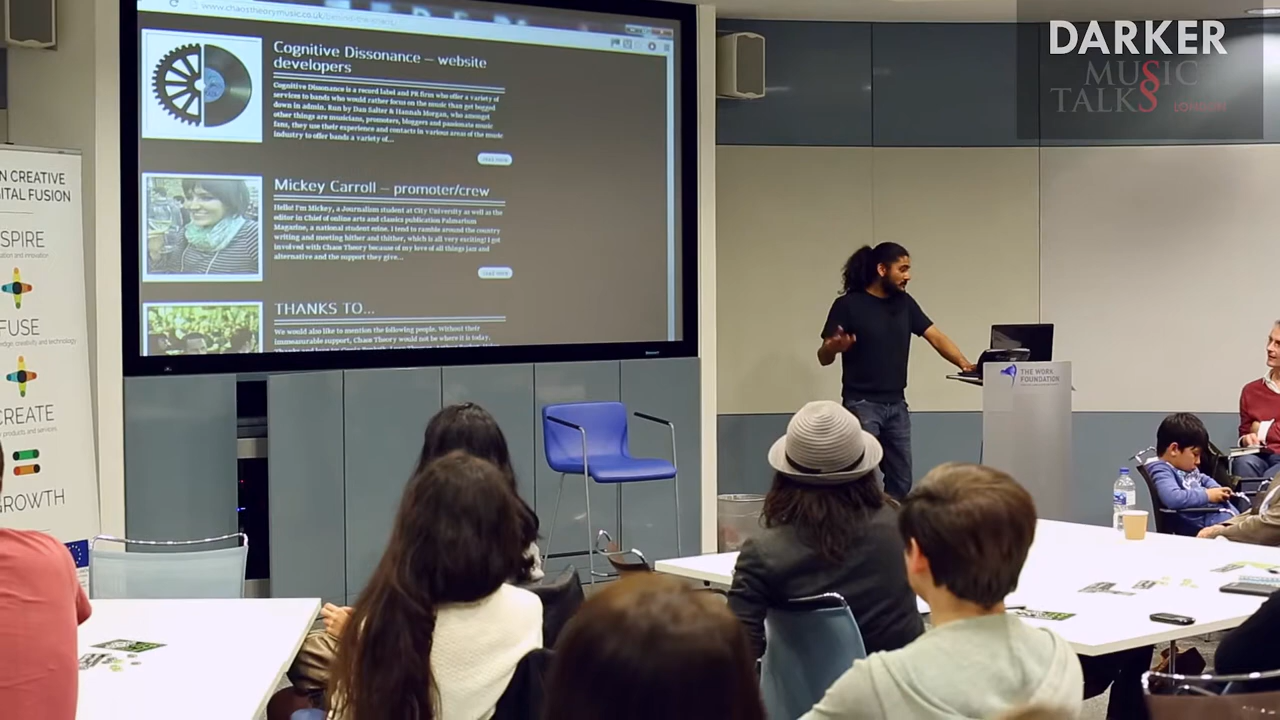 www.chaostheorymusic.co.uk/behind-the-scenes
DARKER
MUSIC
TALKS
LONDON
Cognitive Dissonance – website
developers
Cognitive Dissonance is a record label and PR firm who offer a variety of
services to bands who would rather focus on the music than get bogged
down in admin. Run by Dan Salter & Hannah Morgan, who amongst
other things are musicians, promoters, bloggers and passionate music
fans, they use their experience and contacts in various areas of the music
industry to offer bands a variety of...
read more
Mickey Carroll – promoter/crew
Hello! I'm Mickey, a Journalism student at City University as well as the
editor in Chief of online arts and classics publication Palmarium
Magazine, a national student zine. I tend to ramble around the country
writing and meeting hither and thither, which is all very exciting! I got
involved with Chaos Theory because of my love of all things jazz and
alternative and the support they give...
read more
THANKS TO...
We would also like to mention the following people. Without their
immeasurable support, Chaos Theory would not be where it is today.
N CREATIVE
GITAL FUSION
SPIRE
FUSE
CREATE
GROWTH
THE WORK
FOUNDATION